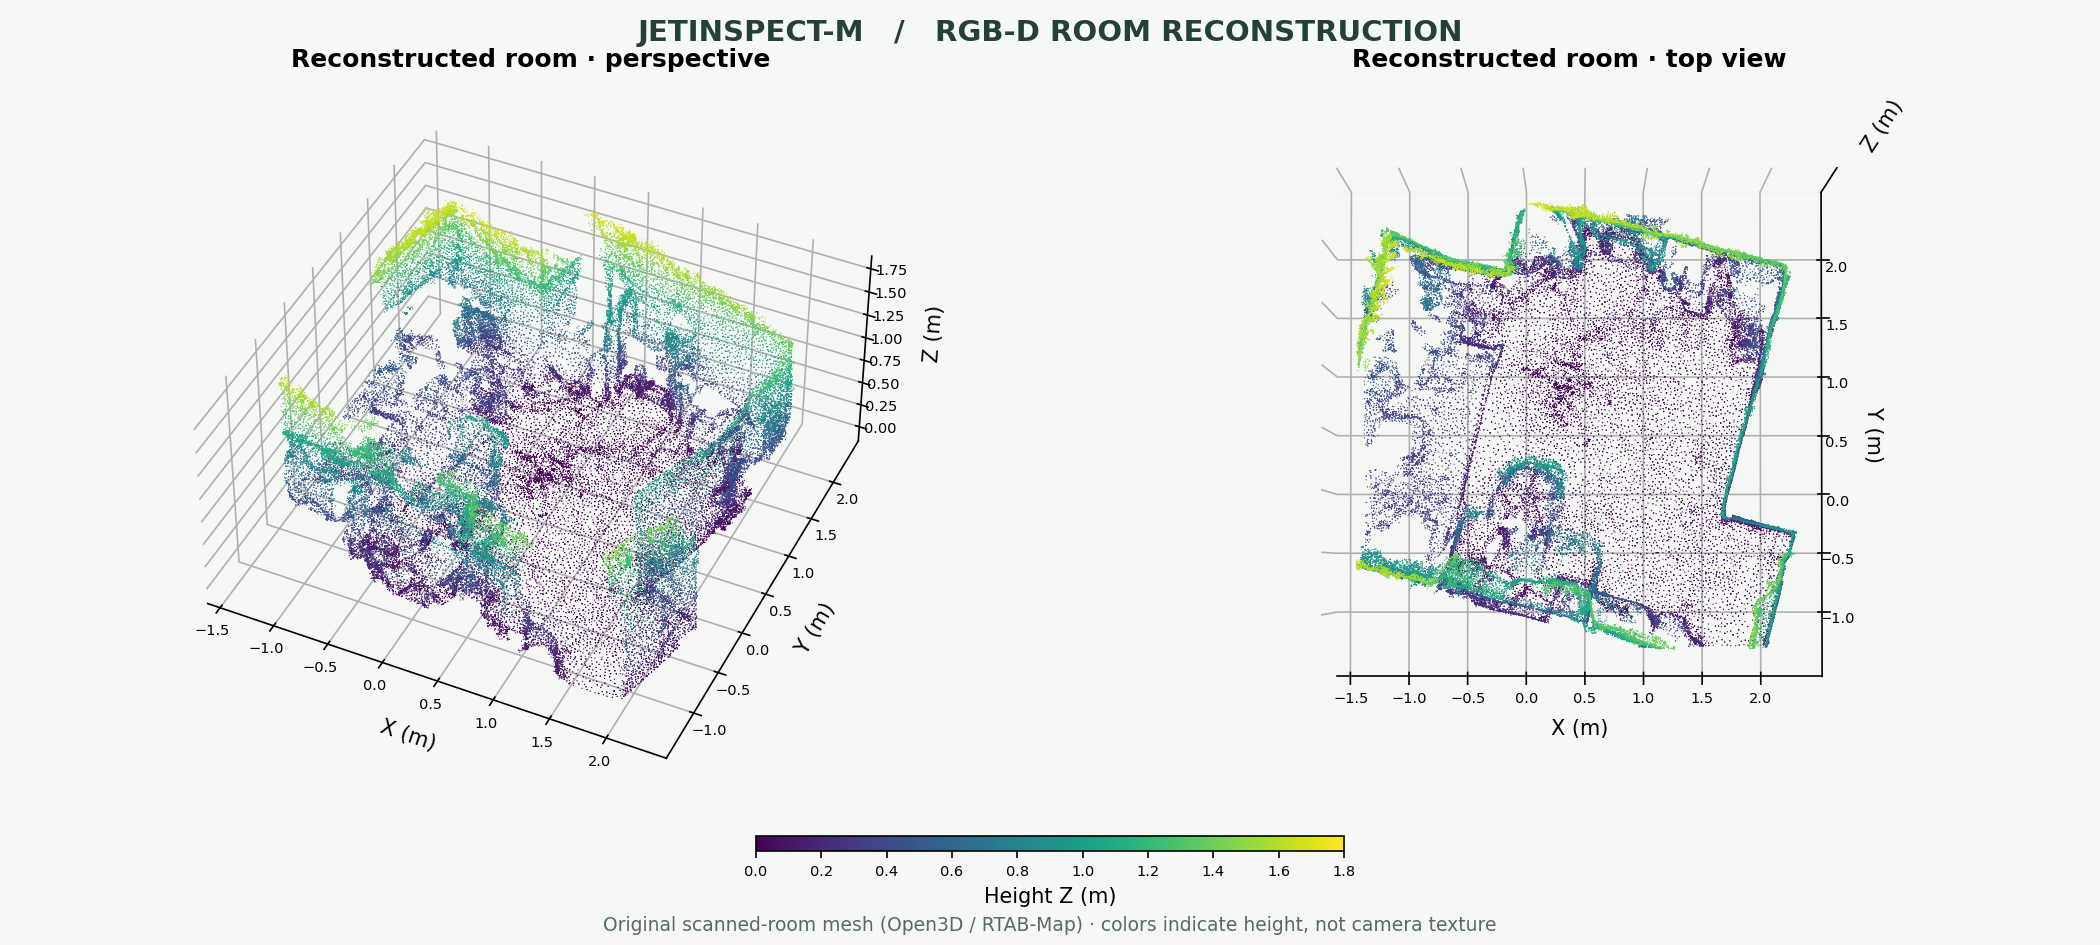 JETINSPECT-M / RGB-D ROOM RECONSTRUCTION
Reconstructed room · perspective
1.75
1.50
1.25
1.00
0.75
0.50
0.25
0.00
Z (m)
2.0
1.5
1.0
0.5
0.0
−0.5
−1.0
Y (m)
−1.5
−1.0
−0.5
0.0
0.5
1.0
1.5
2.0
X (m)
Reconstructed room · top view
Z (m)
2.0
1.5
1.0
0.5
0.0
−0.5
−1.0
Y (m)
−1.5 −1.0 −0.5 0.0 0.5 1.0 1.5 2.0
X (m)
0.0 0.2 0.4 0.6 0.8 1.0 1.2 1.4 1.6 1.8
Height Z (m)
Original scanned-room mesh (Open3D / RTAB-Map) · colors indicate height, not camera texture